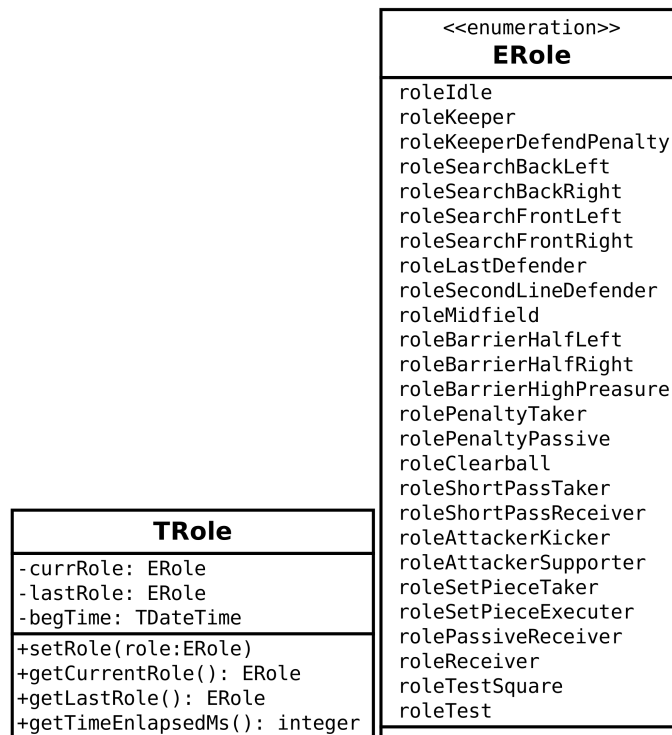 <<enumeration>>
ERole
roleIdle
roleKeeper
roleKeeperDefendPenalty
roleSearchBackLeft
roleSearchBackRight
roleSearchFrontLeft
roleSearchFrontRight
roleLastDefender
roleSecondLineDefender
roleMidfield
roleBarrierHalfLeft
roleBarrierHalfRight
roleBarrierHighPreasure
rolePenaltyTaker
rolePenaltyPassive
roleClearball
roleShortPassTaker
roleShortPassReceiver
roleAttackerKicker
roleAttackerSupporter
roleSetPieceTaker
roleSetPieceExecuter
rolePassiveReceiver
roleReceiver
roleTestSquare
roleTest
TRole
-currRole: ERole
-lastRole: ERole
-begTime: TDateTime
+setRole(role:ERole)
+getCurrentRole(): ERole
+getLastRole(): ERole
+getTimeEnlapsedMs(): integer